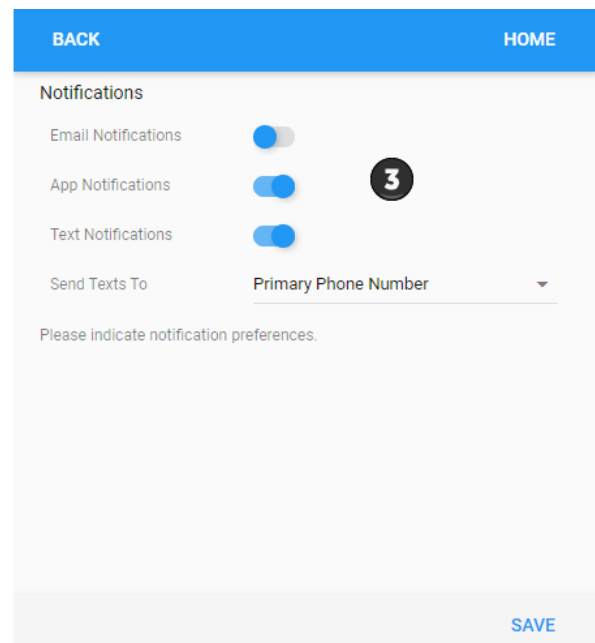 BACK HOME
Notifications
Email Notifications
App Notifications
3
Text Notifications
Send Texts To Primary Phone Number
Please indicate notification preferences.
SAVE